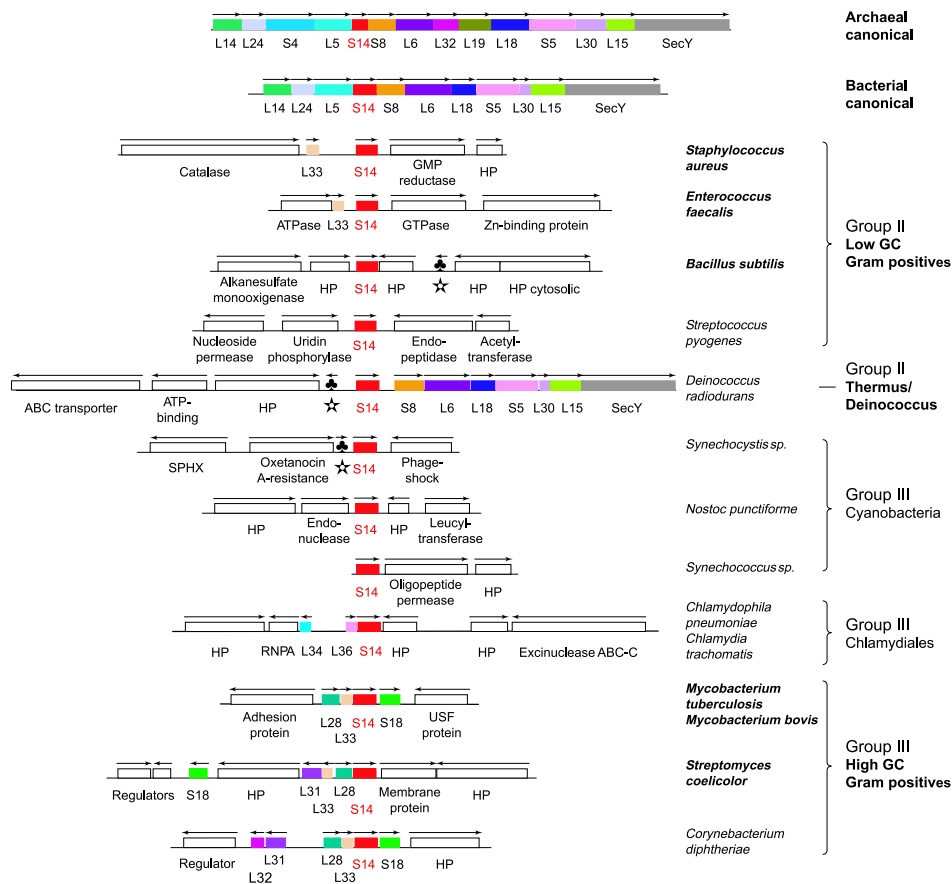 Archaeal
canonical
L14 L24 S4 L5 S14 S8 L6 L32 L19 L18 S5 L30 L15 SecY
Bacterial
canonical
L14 L24 L5 S14 S8 L6 L18 S5 L30 L15 SecY
Staphylococcus
aureus
Catalase L33 S14 GMP
reductase HP
Enterococcus
faecalis
ATPase L33 S14 GTPase Zn-binding protein
Group II
Low GC
Gram positives
Bacillus subtilis
Alkanesulfate
monooxigenase HP S14 HP HP HP cytosolic
Streptococcus
pyogenes
Nucleoside
permease Uridin
phosphorylase S14 Endo-
peptidase Acetyl-
transferase
Deinococcus
radiodurans
Group II
Thermus/
Deinococcus
ABC transporter ATP-
binding HP S14 S8 L6 L18 S5 L30 L15 SecY
Synechocystis sp.
SPHX Oxetanocin
A-resistance S14 Phage-
shock
Group III
Cyanobacteria
Nostoc punctiforme
HP Endo-
nuclease S14 HP Leucyl-
transferase
Synechococcus sp.
S14 Oligopeptide
permease HP
Chlamydophila
pneumoniae
Chlamydia
trachomatis
Group III
Chlamydiales
HP RNPA L34 L36 S14 HP HP Excinuclease ABC-C
Mycobacterium
tuberculosis
Mycobacterium bovis
Adhesion
protein L28 L33 S14 S18 USF
protein
Group III
High GC
Gram positives
Streptomyces
coelicolor
Regulators S18 HP L31 L33 L28 S14 Membrane
protein HP
Corynebacterium
diphtheriae
Regulator L32 L31 L28 L33 S14 S18 HP